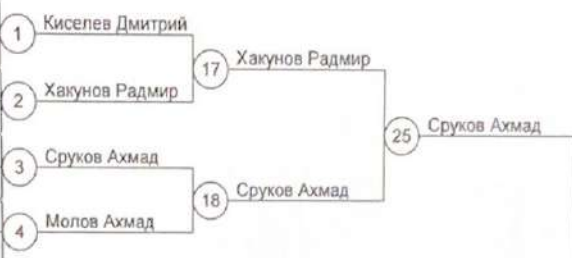 1 Киселев Дмитрий
17 Хакунов Радмир
2 Хакунов Радмир
25 Сруков Ахмад
3 Сруков Ахмад
18 Сруков Ахмад
4 Молов Ахмад